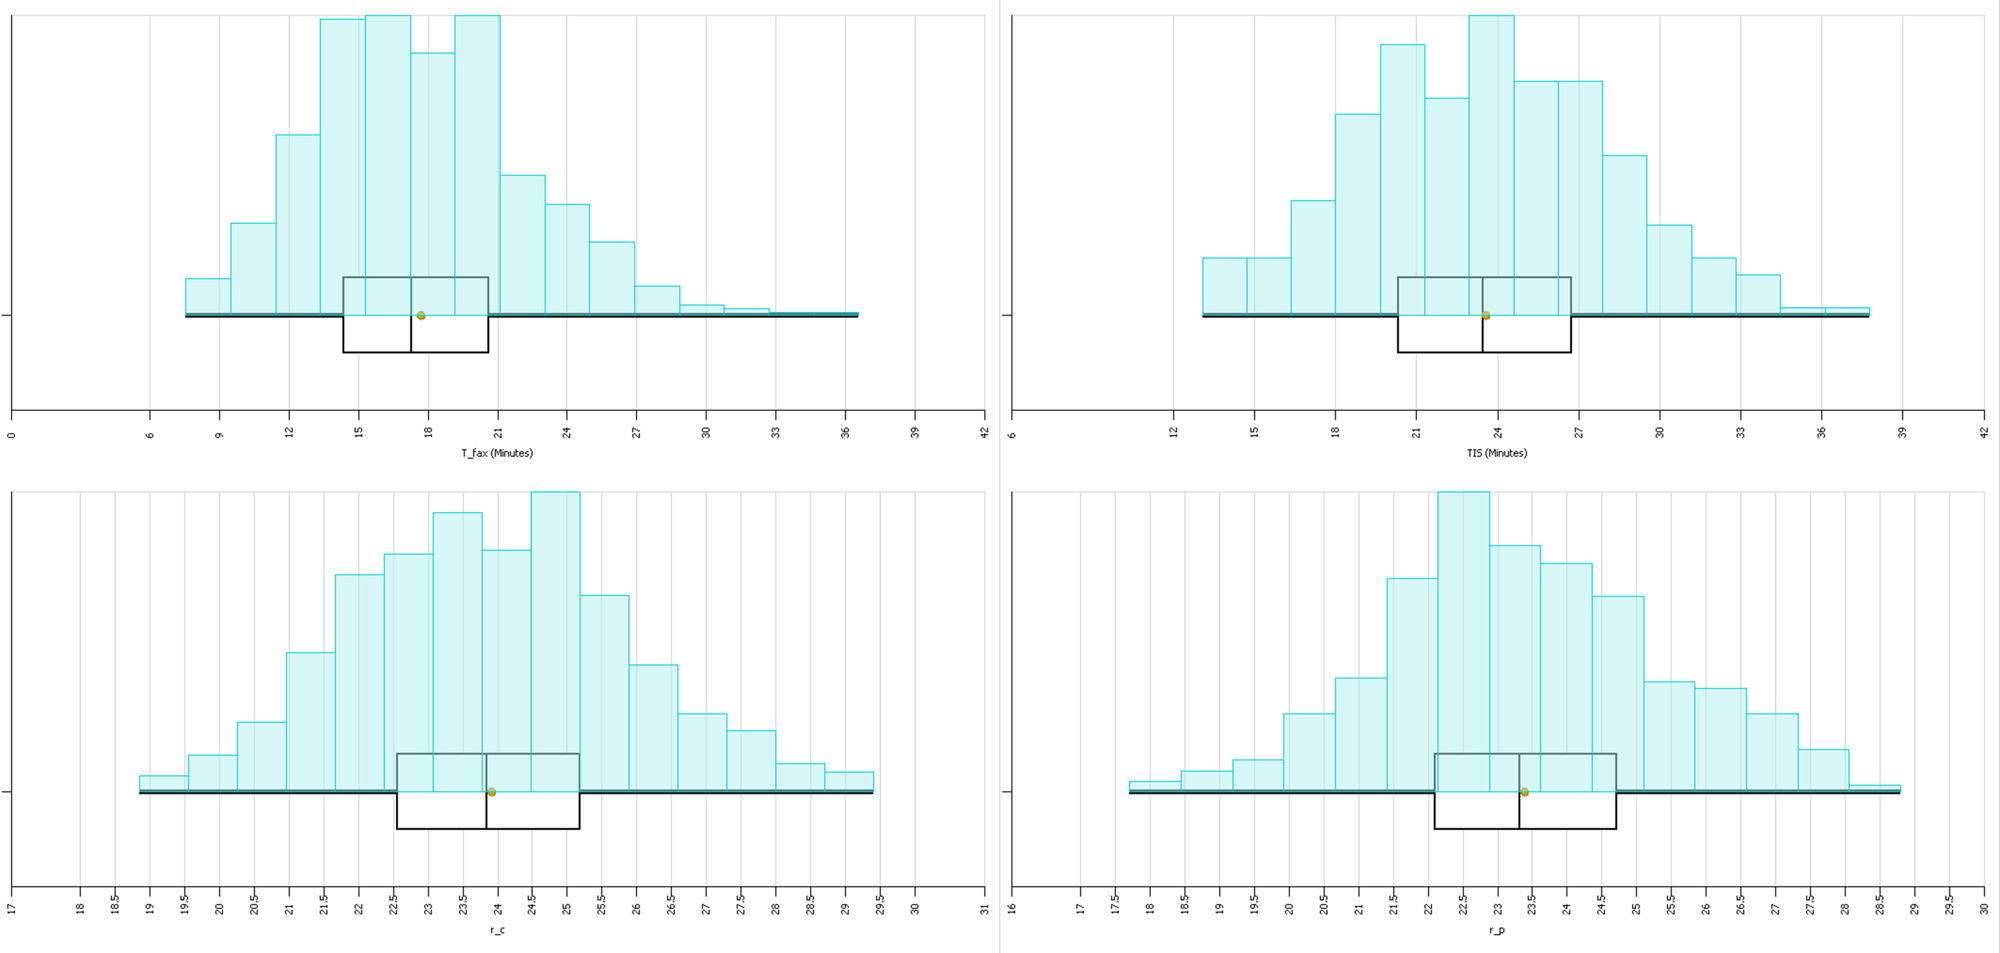 0 6 9 12 15 18 21 24 27 30 33 36 39 42
T_fax (Minutes)
6 12 15 18 21 24 27 30 33 36 39 42
TIS (Minutes)
17 18 18.5 19 19.5 20 20.5 21 21.5 22 22.5 23 23.5 24 24.5 25 25.5 26 26.5 27 27.5 28 28.5 29 29.5 30 31
r_c
16 17 17.5 18 18.5 19 19.5 20 20.5 21 21.5 22 22.5 23 23.5 24 24.5 25 25.5 26 26.5 27 27.5 28 28.5 29 29.5 30
r_p